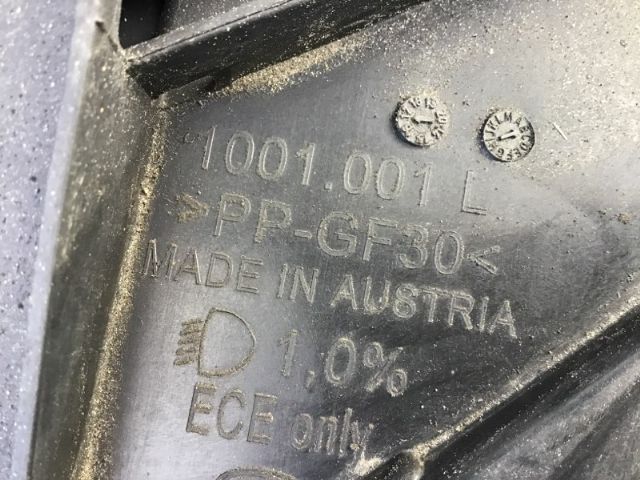 1001.001 L
>PP-GF30<
MADE IN AUSTRIA
1,0%
ECE only